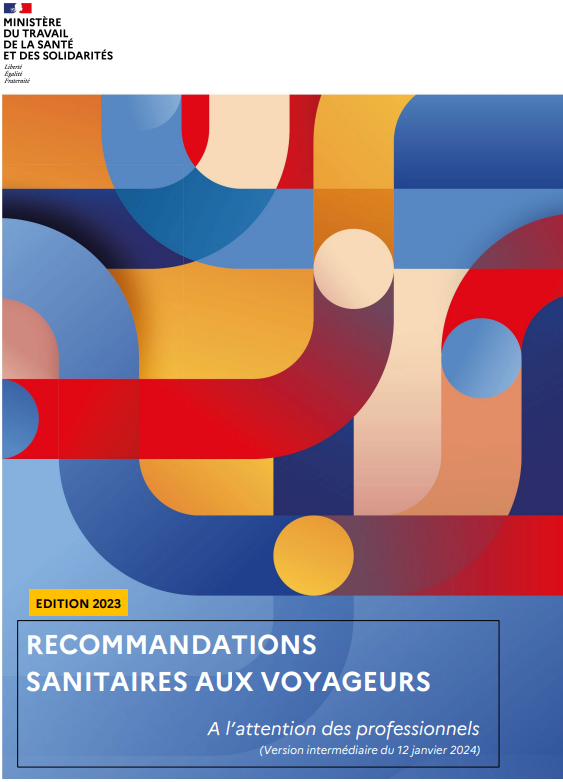 MINISTÈRE
DU TRAVAIL
DE LA SANTÉ
ET DES SOLIDARITÉS
Liberté
Égalité
Fraternité
EDITION 2023
RECOMMANDATIONS
SANITAIRES AUX VOYAGEURS
A l’attention des professionnels
(Version intermédiaire du 12 janvier 2024)